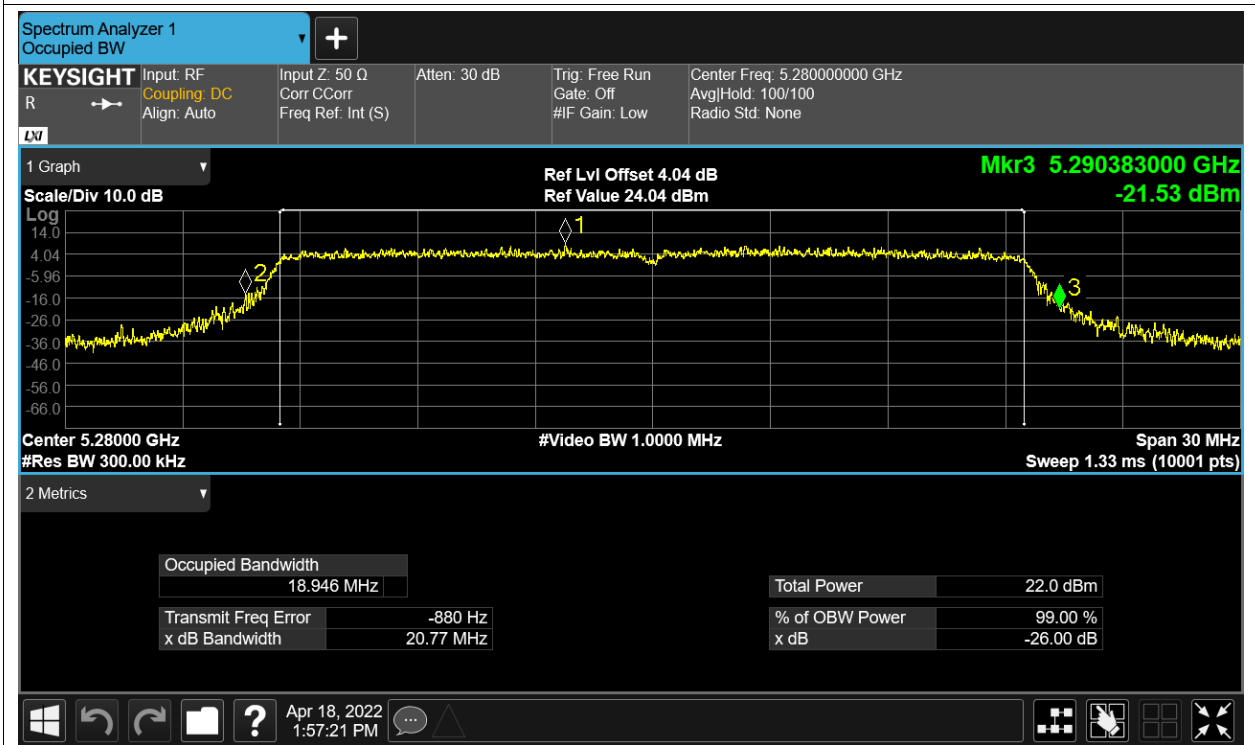 Spectrum Analyzer 1
Occupied BW
KEYSIGHT
R
LXI
Input: RF
Coupling: DC
Align: Auto
Input Z: 50 Ω
Corr CCorr
Freq Ref: Int (S)
Atten: 30 dB
Trig: Free Run
Gate: Off
#IF Gain: Low
Center Freq: 5.280000000 GHz
Avg|Hold: 100/100
Radio Std: None
1 Graph
Scale/Div 10.0 dB
Ref Lvl Offset 4.04 dB
Ref Value 24.04 dBm
Mkr3 5.290383000 GHz
-21.53 dBm
Log
14.0
4.04
-5.96
-16.0
-26.0
-36.0
-46.0
-56.0
-66.0
1
2
3
Center 5.28000 GHz
#Res BW 300.00 kHz
#Video BW 1.0000 MHz
Span 30 MHz
Sweep 1.33 ms (10001 pts)
2 Metrics
Occupied Bandwidth
18.946 MHz
Transmit Freq Error -880 Hz
x dB Bandwidth 20.77 MHz
Total Power 22.0 dBm
% of OBW Power 99.00 %
x dB -26.00 dB
?
Apr 18, 2022
1:57:21 PM